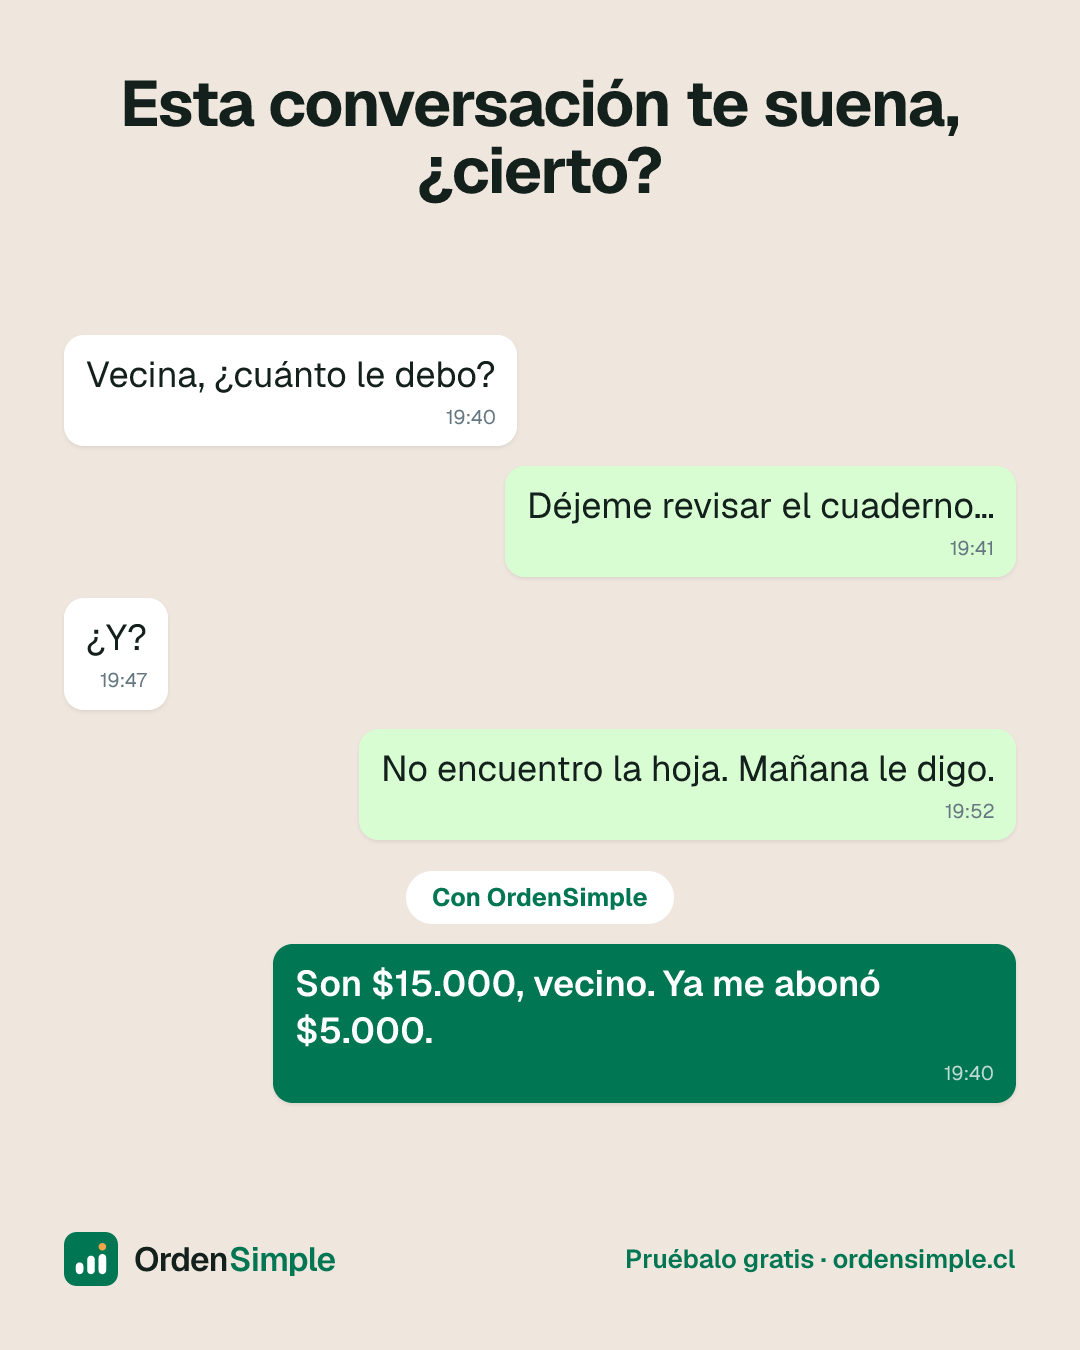 Esta conversación te suena,
¿cierto?
Vecina, ¿cuánto le debo?
19:40
Déjeme revisar el cuaderno...
19:41
¿Y?
19:47
No encuentro la hoja. Mañana le digo.
19:52
Con OrdenSimple
Son $15.000, vecino. Ya me abonó
$5.000.
19:40
OrdenSimple
Pruébalo gratis · ordensimple.cl